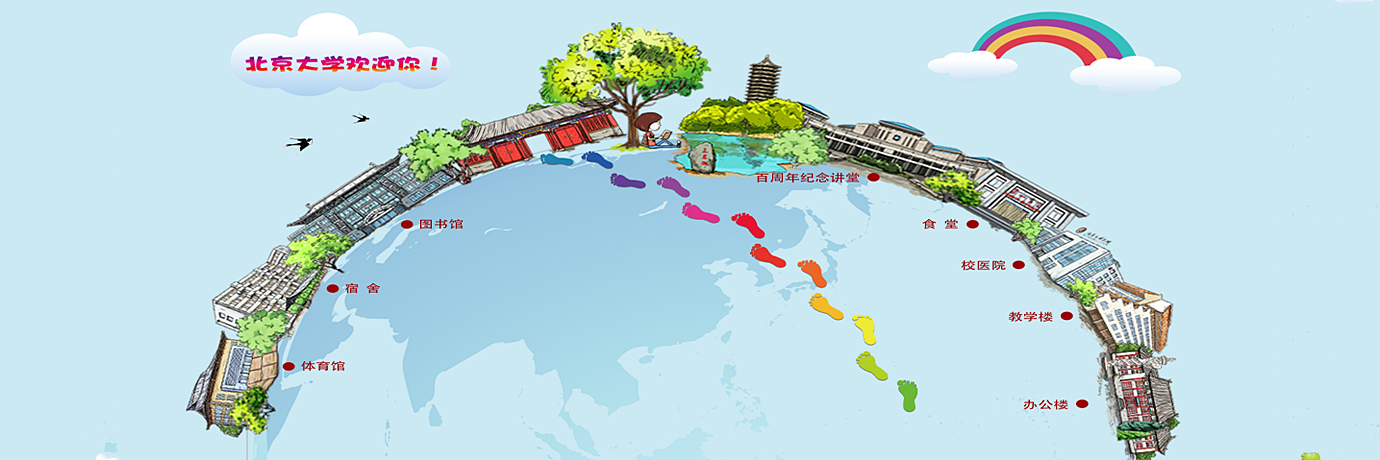 北京大学欢迎你！
百周年纪念讲堂
图书馆
食 堂
校医院
宿 舍
教学楼
体育馆
办公楼